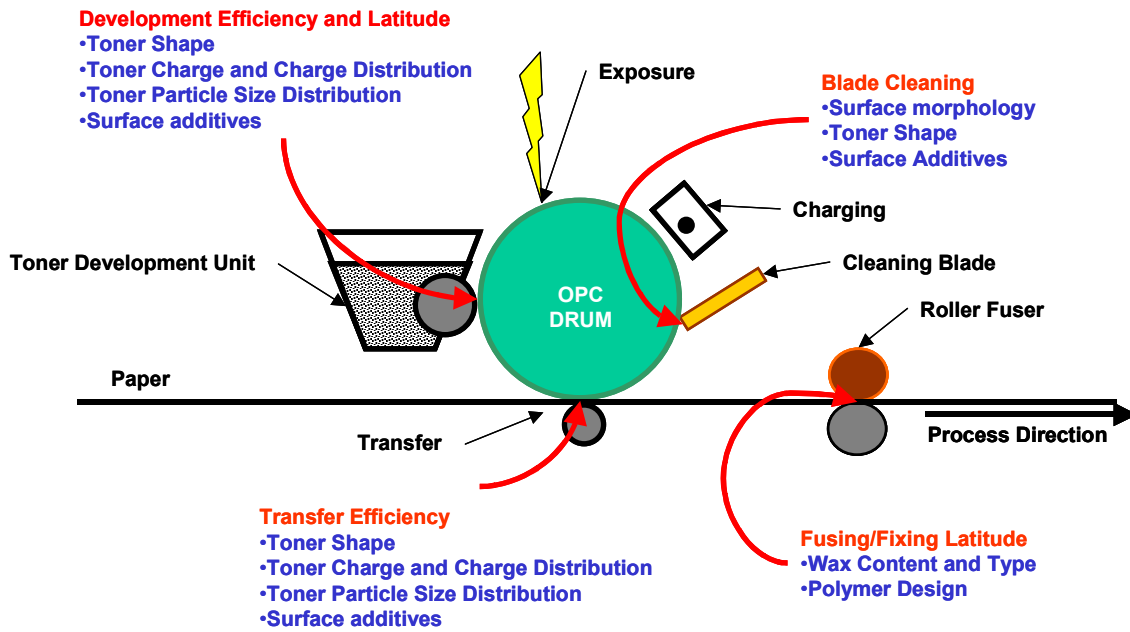 Development Efficiency and Latitude
•Toner Shape
•Toner Charge and Charge Distribution
•Toner Particle Size Distribution
•Surface additives
Exposure
Blade Cleaning
•Surface morphology
•Toner Shape
•Surface Additives
Charging
Toner Development Unit
Cleaning Blade
OPC
DRUM
Roller Fuser
Paper
Transfer
Process Direction
Transfer Efficiency
•Toner Shape
•Toner Charge and Charge Distribution
•Toner Particle Size Distribution
•Surface additives
Fusing/Fixing Latitude
•Wax Content and Type
•Polymer Design